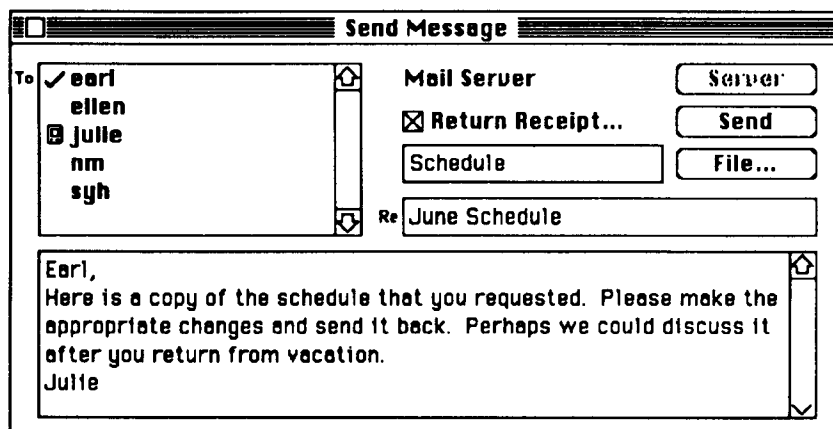 Send Message
To
earl
ellen
julie
nm
syh
Mail Server
Server
Return Receipt...
Send
Schedule
File...
Re June Schedule
Earl,
Here is a copy of the schedule that you requested. Please make the
appropriate changes and send it back. Perhaps we could discuss it
after you return from vacation.
Julie